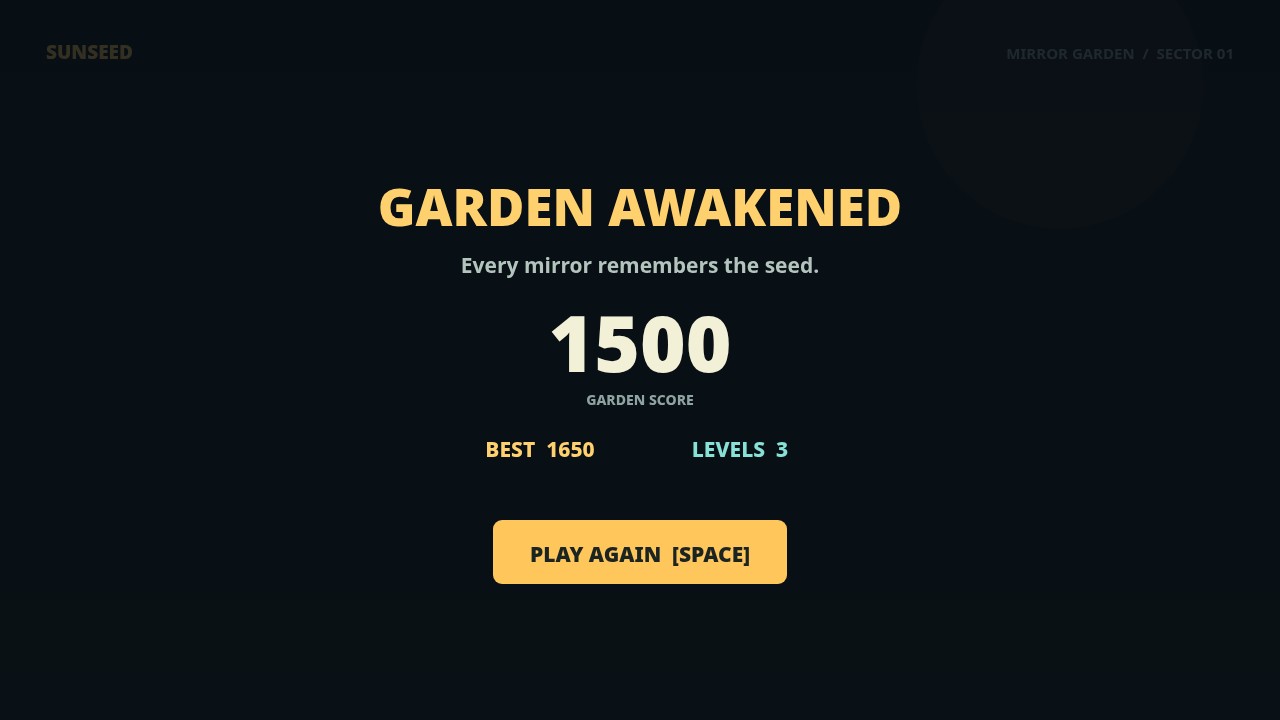 SUNSEED
MIRROR GARDEN / SECTOR 01
GARDEN AWAKENED
Every mirror remembers the seed.
1500
GARDEN SCORE
BEST 1650
LEVELS 3
PLAY AGAIN [SPACE]